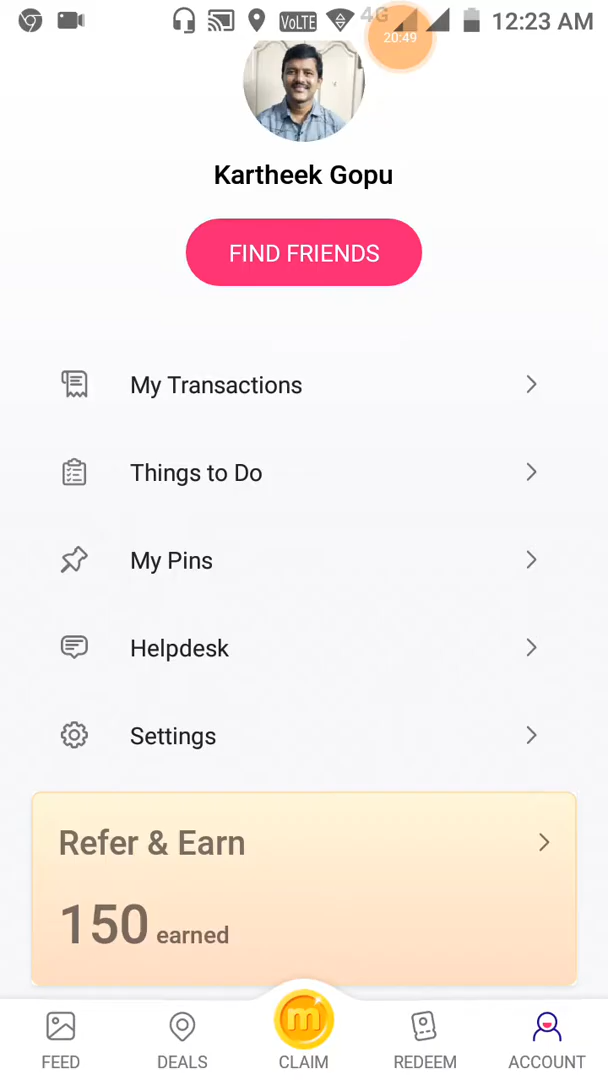 VoLTE 4G 12:23 AM
20:49
Kartheek Gopu
FIND FRIENDS
My Transactions
Things to Do
My Pins
Helpdesk
Settings
Refer & Earn
150 earned
m
FEED DEALS CLAIM REDEEM ACCOUNT